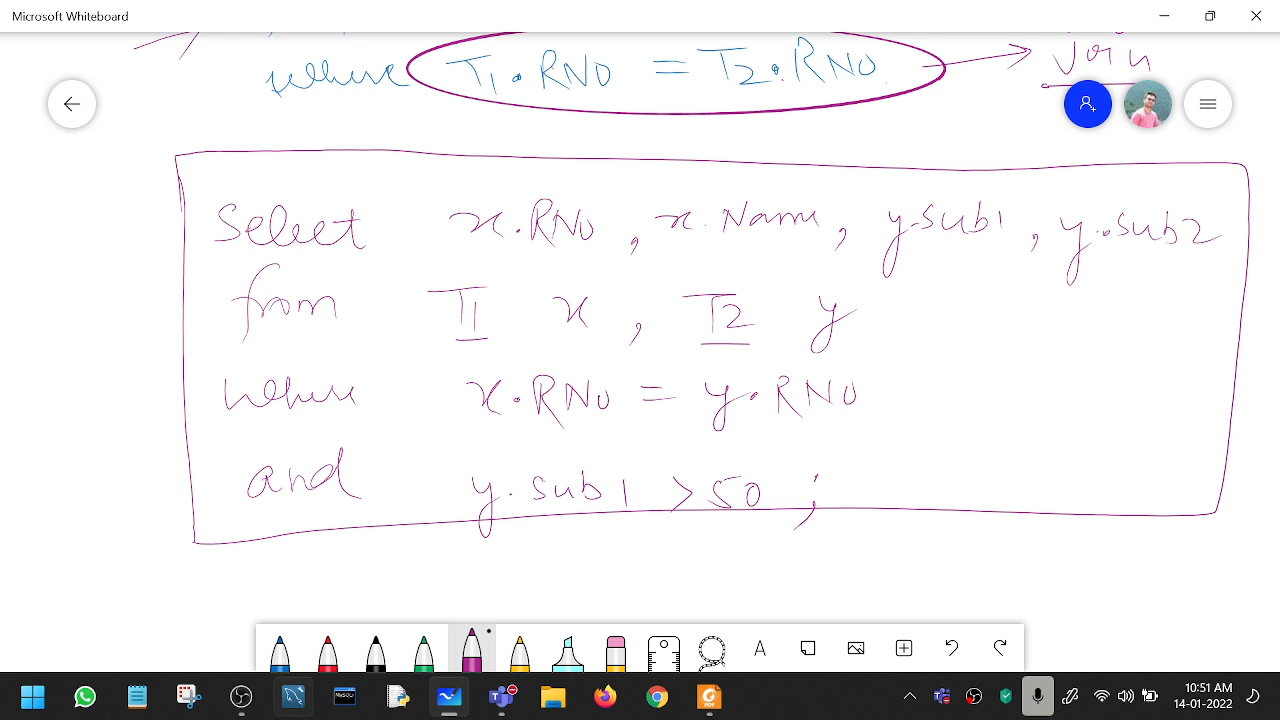 Microsoft Whiteboard
where T1.RNO = T2.RNO
Join
Select x.RNo, x.Name, y.sub1, y.sub2
from T1 x, T2 y
where x.RNo = y.RNo
and y.sub1 > 50 ;
A
10:51 AM
14-01-2022